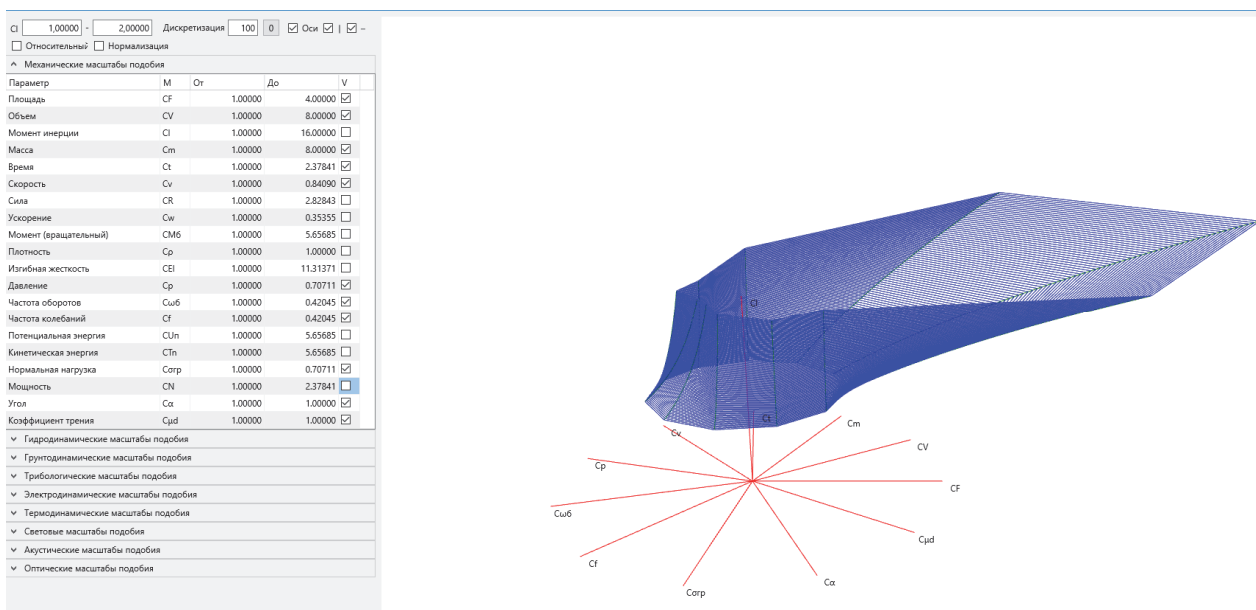 Cl 1,00000 - 2,00000 Дискретизация 100 0 Оси | –
Относительный Нормализация
Механические масштабы подобия
Параметр М От До V
Площадь CF 1.00000 4.00000
Объем CV 1.00000 8.00000
Момент инерции CI 1.00000 16.00000
Масса Cm 1.00000 8.00000
Время Ct 1.00000 2.37841
Скорость Cv 1.00000 0.84090
Сила CR 1.00000 2.82843
Ускорение Cw 1.00000 0.35355
Момент (вращательный) CMб 1.00000 5.65685
Плотность Cρ 1.00000 1.00000
Изгибная жесткость CEI 1.00000 11.31371
Давление Cp 1.00000 0.70711
Частота оборотов Cωб 1.00000 0.42045
Частота колебаний Cf 1.00000 0.42045
Потенциальная энергия CUп 1.00000 5.65685
Кинетическая энергия CTп 1.00000 5.65685
Нормальная нагрузка Cσгр 1.00000 0.70711
Мощность CN 1.00000 2.37841
Угол Cα 1.00000 1.00000
Коэффициент трения Cμd 1.00000 1.00000
Гидродинамические масштабы подобия
Грунтодинамические масштабы подобия
Трибологические масштабы подобия
Электродинамические масштабы подобия
Термодинамические масштабы подобия
Световые масштабы подобия
Акустические масштабы подобия
Оптические масштабы подобия
Cl
Ct
Cm
Cv
CV
Cp
CF
Cωб
Cμd
Cf
Cα
Cσгр